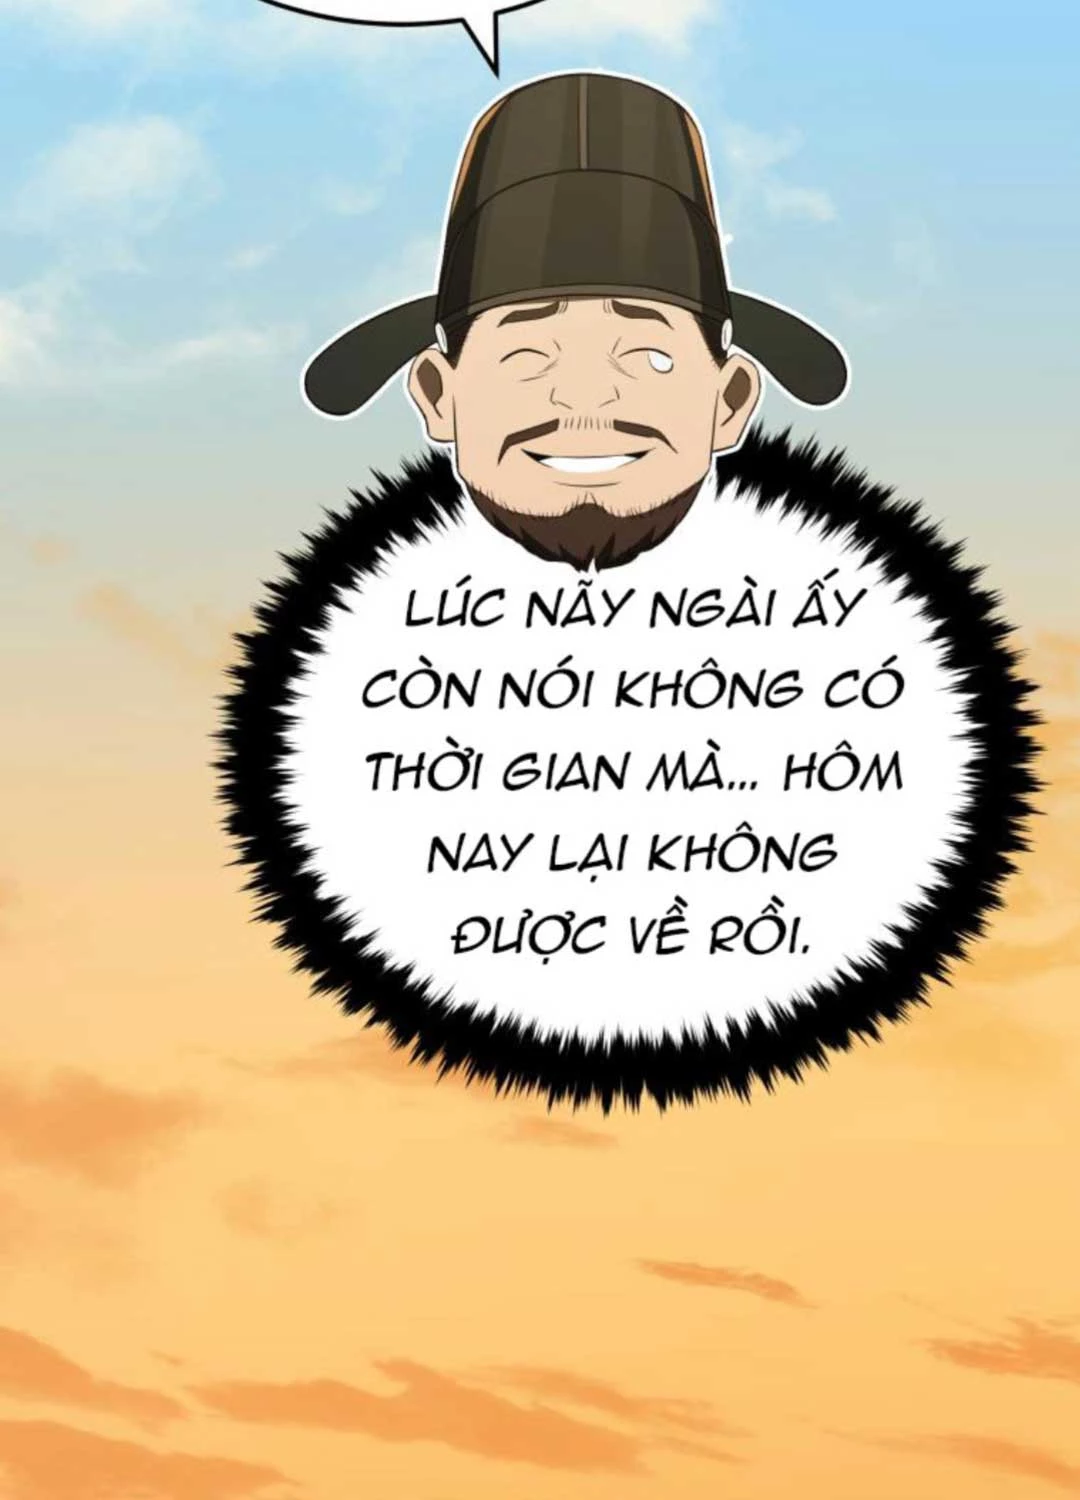 LÚC NÃY NGÀI ẤY
CÒN NÓI KHÔNG CÓ
THỜI GIAN MÀ... HÔM
NAY LẠI KHÔNG
ĐƯỢC VỀ RỒI.